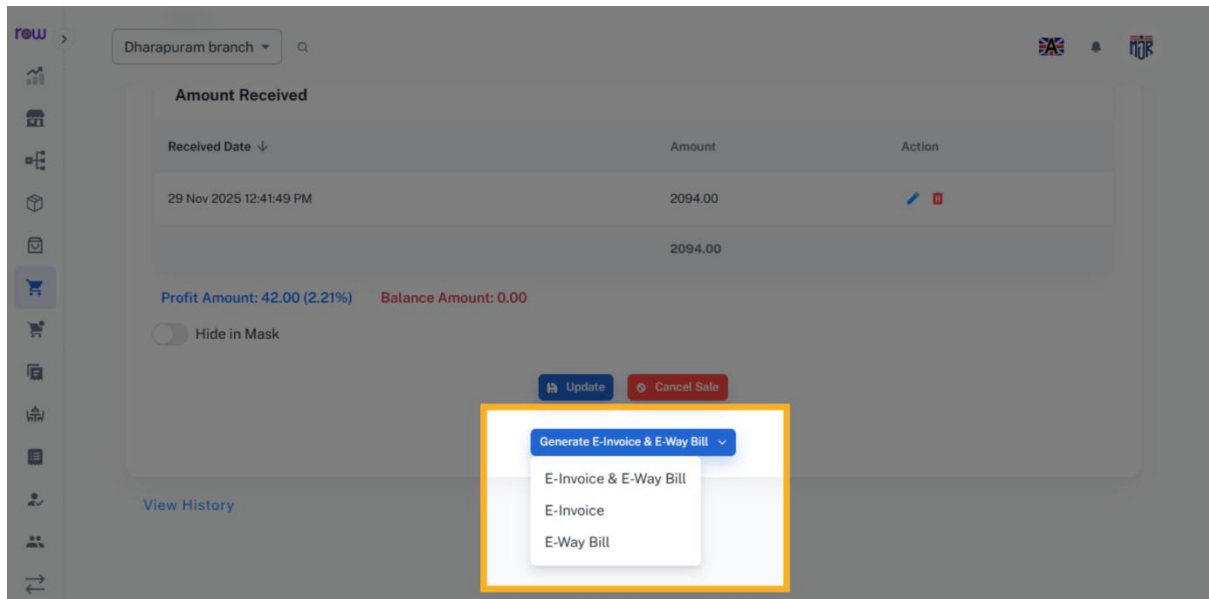 row
Dharapuram branch
A
MJR
Amount Received
Received Date ↓ Amount Action
29 Nov 2025 12:41:49 PM 2094.00
2094.00
Profit Amount: 42.00 (2.21%) Balance Amount: 0.00
Hide in Mask
Update Cancel Sale
Generate E-Invoice & E-Way Bill
E-Invoice & E-Way Bill
E-Invoice
E-Way Bill
View History